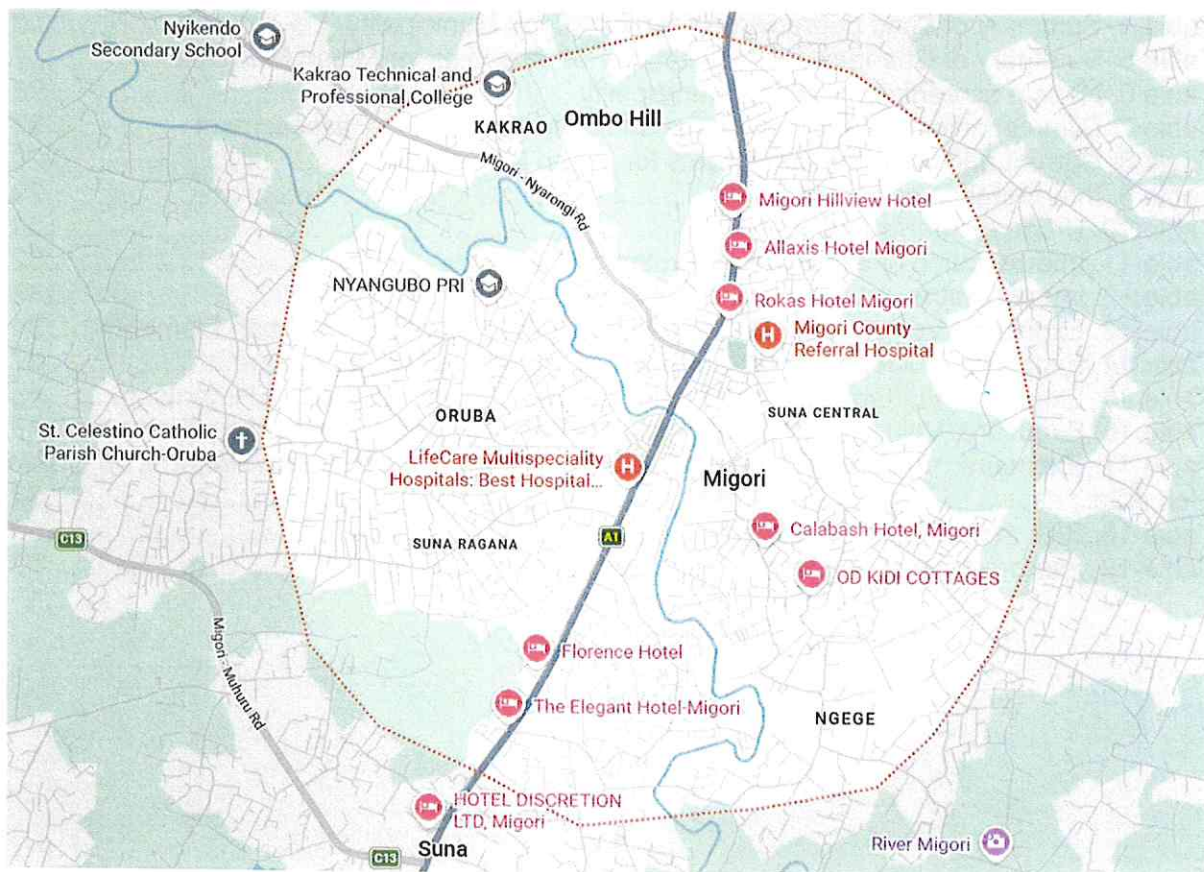 Nyikendo
Secondary School
Kakrao Technical and
Professional College
KAKRAO
Ombo Hill
Migori - Nyarongi Rd
Migori Hillview Hotel
Allaxis Hotel Migori
NYANGUBO PRI
Rokas Hotel Migori
H
Migori County
Referral Hospital
ORUBA
SUNA CENTRAL
St. Celestino Catholic
Parish Church-Oruba
LifeCare Multispeciality
Hospitals: Best Hospital...
H
Migori
C13
A1
SUNA RAGANA
Calabash Hotel, Migori
OD KIDI COTTAGES
Migori - Muhuru Rd
Florence Hotel
The Elegant Hotel-Migori
NGEGE
HOTEL DISCRETION
LTD, Migori
Suna
C13
River Migori